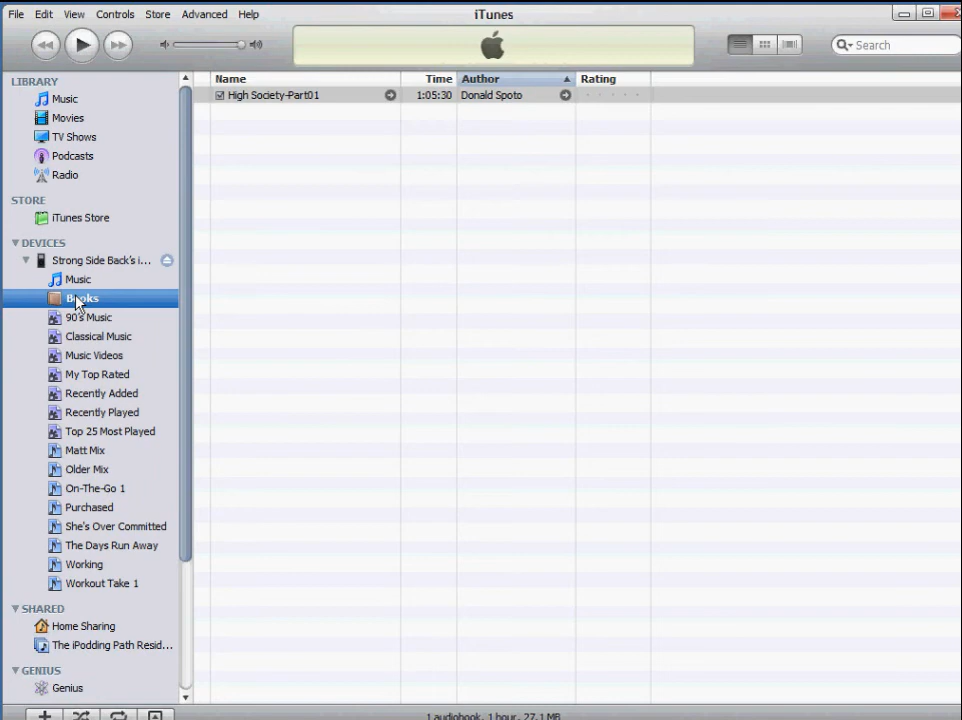 File Edit View Controls Store Advanced Help
iTunes
Search
LIBRARY
Music
Movies
TV Shows
Podcasts
Radio
STORE
iTunes Store
DEVICES
Strong Side Back's i...
Music
Books
90's Music
Classical Music
Music Videos
My Top Rated
Recently Added
Recently Played
Top 25 Most Played
Matt Mix
Older Mix
On-The-Go 1
Purchased
She's Over Committed
The Days Run Away
Working
Workout Take 1
SHARED
Home Sharing
The iPodding Path Resid...
GENIUS
Genius
Name Time Author Rating
High Society-Part01 1:05:30 Donald Spoto
1 audiobook, 1 hour, 27.1 MB